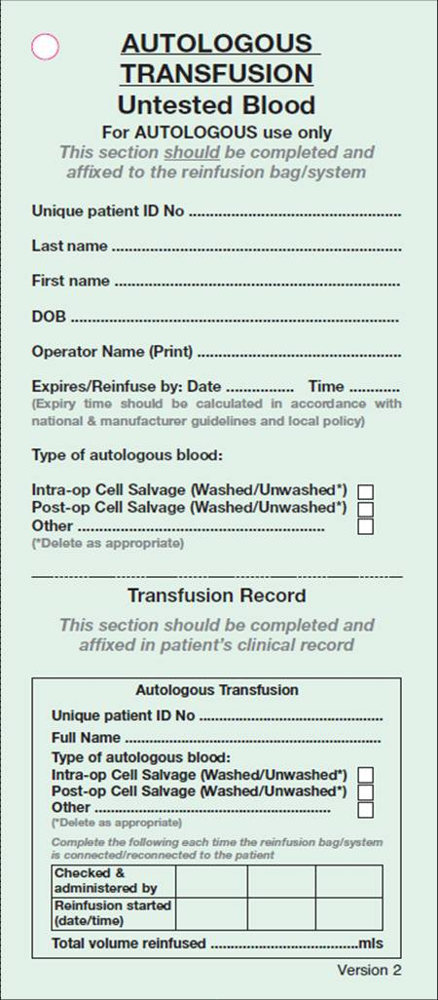 AUTOLOGOUS
TRANSFUSION
Untested Blood
For AUTOLOGOUS use only
This section should be completed and
affixed to the reinfusion bag/system
Unique patient ID No ..................................................
Last name ....................................................................
First name ...................................................................
DOB .............................................................................
Operator Name (Print) ................................................
Expires/Reinfuse by: Date ................ Time ............
(Expiry time should be calculated in accordance with
national & manufacturer guidelines and local policy)
Type of autologous blood:
Intra-op Cell Salvage (Washed/Unwashed*)
Post-op Cell Salvage (Washed/Unwashed*)
Other ..........................................................
(*Delete as appropriate)
Transfusion Record
This section should be completed and
affixed in patient's clinical record
Autologous Transfusion
Unique patient ID No ...............................................
Full Name .................................................................
Type of autologous blood:
Intra-op Cell Salvage (Washed/Unwashed*)
Post-op Cell Salvage (Washed/Unwashed*)
Other ............................................................
(*Delete as appropriate)
Complete the following each time the reinfusion bag/system
is connected/reconnected to the patient
Checked &
administered by
Reinfusion started
(date/time)
Total volume reinfused ......................................mls
Version 2